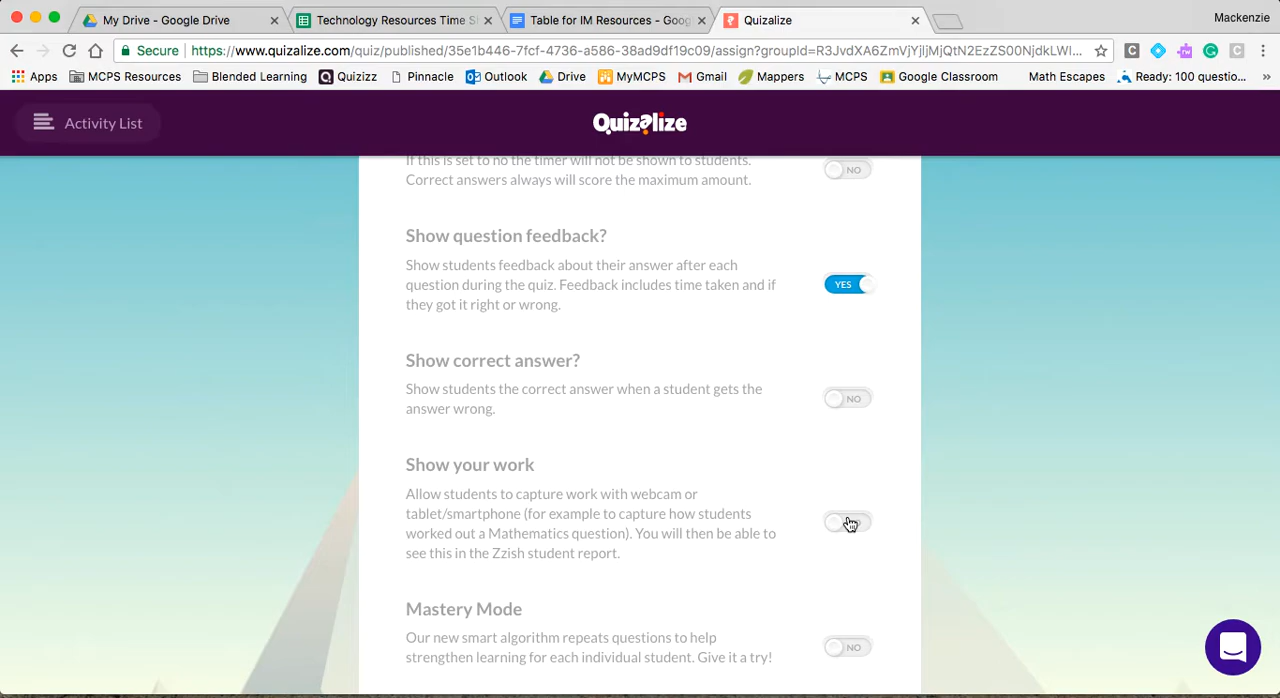 My Drive - Google Drive
Technology Resources Time S
Table for IM Resources - Goog
Quizalize
Mackenzie
Secure
https://www.quizalize.com/quiz/published/35e1b446-7fcf-4736-a586-38ad9df19c09/assign?groupId=R3JvdXA6ZmVjYjljMjQtN2EzZS00NjdkLWI...
Apps
MCPS Resources
Blended Learning
Quizizz
Pinnacle
Outlook
Drive
MyMCPS
Gmail
Mappers
MCPS
Google Classroom
Math Escapes
Ready: 100 questio...
»
Activity List
Quizalize
If this is set to no the timer will not be shown to students.
Correct answers always will score the maximum amount.
NO
Show question feedback?
Show students feedback about their answer after each
question during the quiz. Feedback includes time taken and if
they got it right or wrong.
YES
Show correct answer?
Show students the correct answer when a student gets the
answer wrong.
NO
Show your work
Allow students to capture work with webcam or
tablet/smartphone (for example to capture how students
worked out a Mathematics question). You will then be able to
see this in the Zzish student report.
Mastery Mode
Our new smart algorithm repeats questions to help
strengthen learning for each individual student. Give it a try!
NO